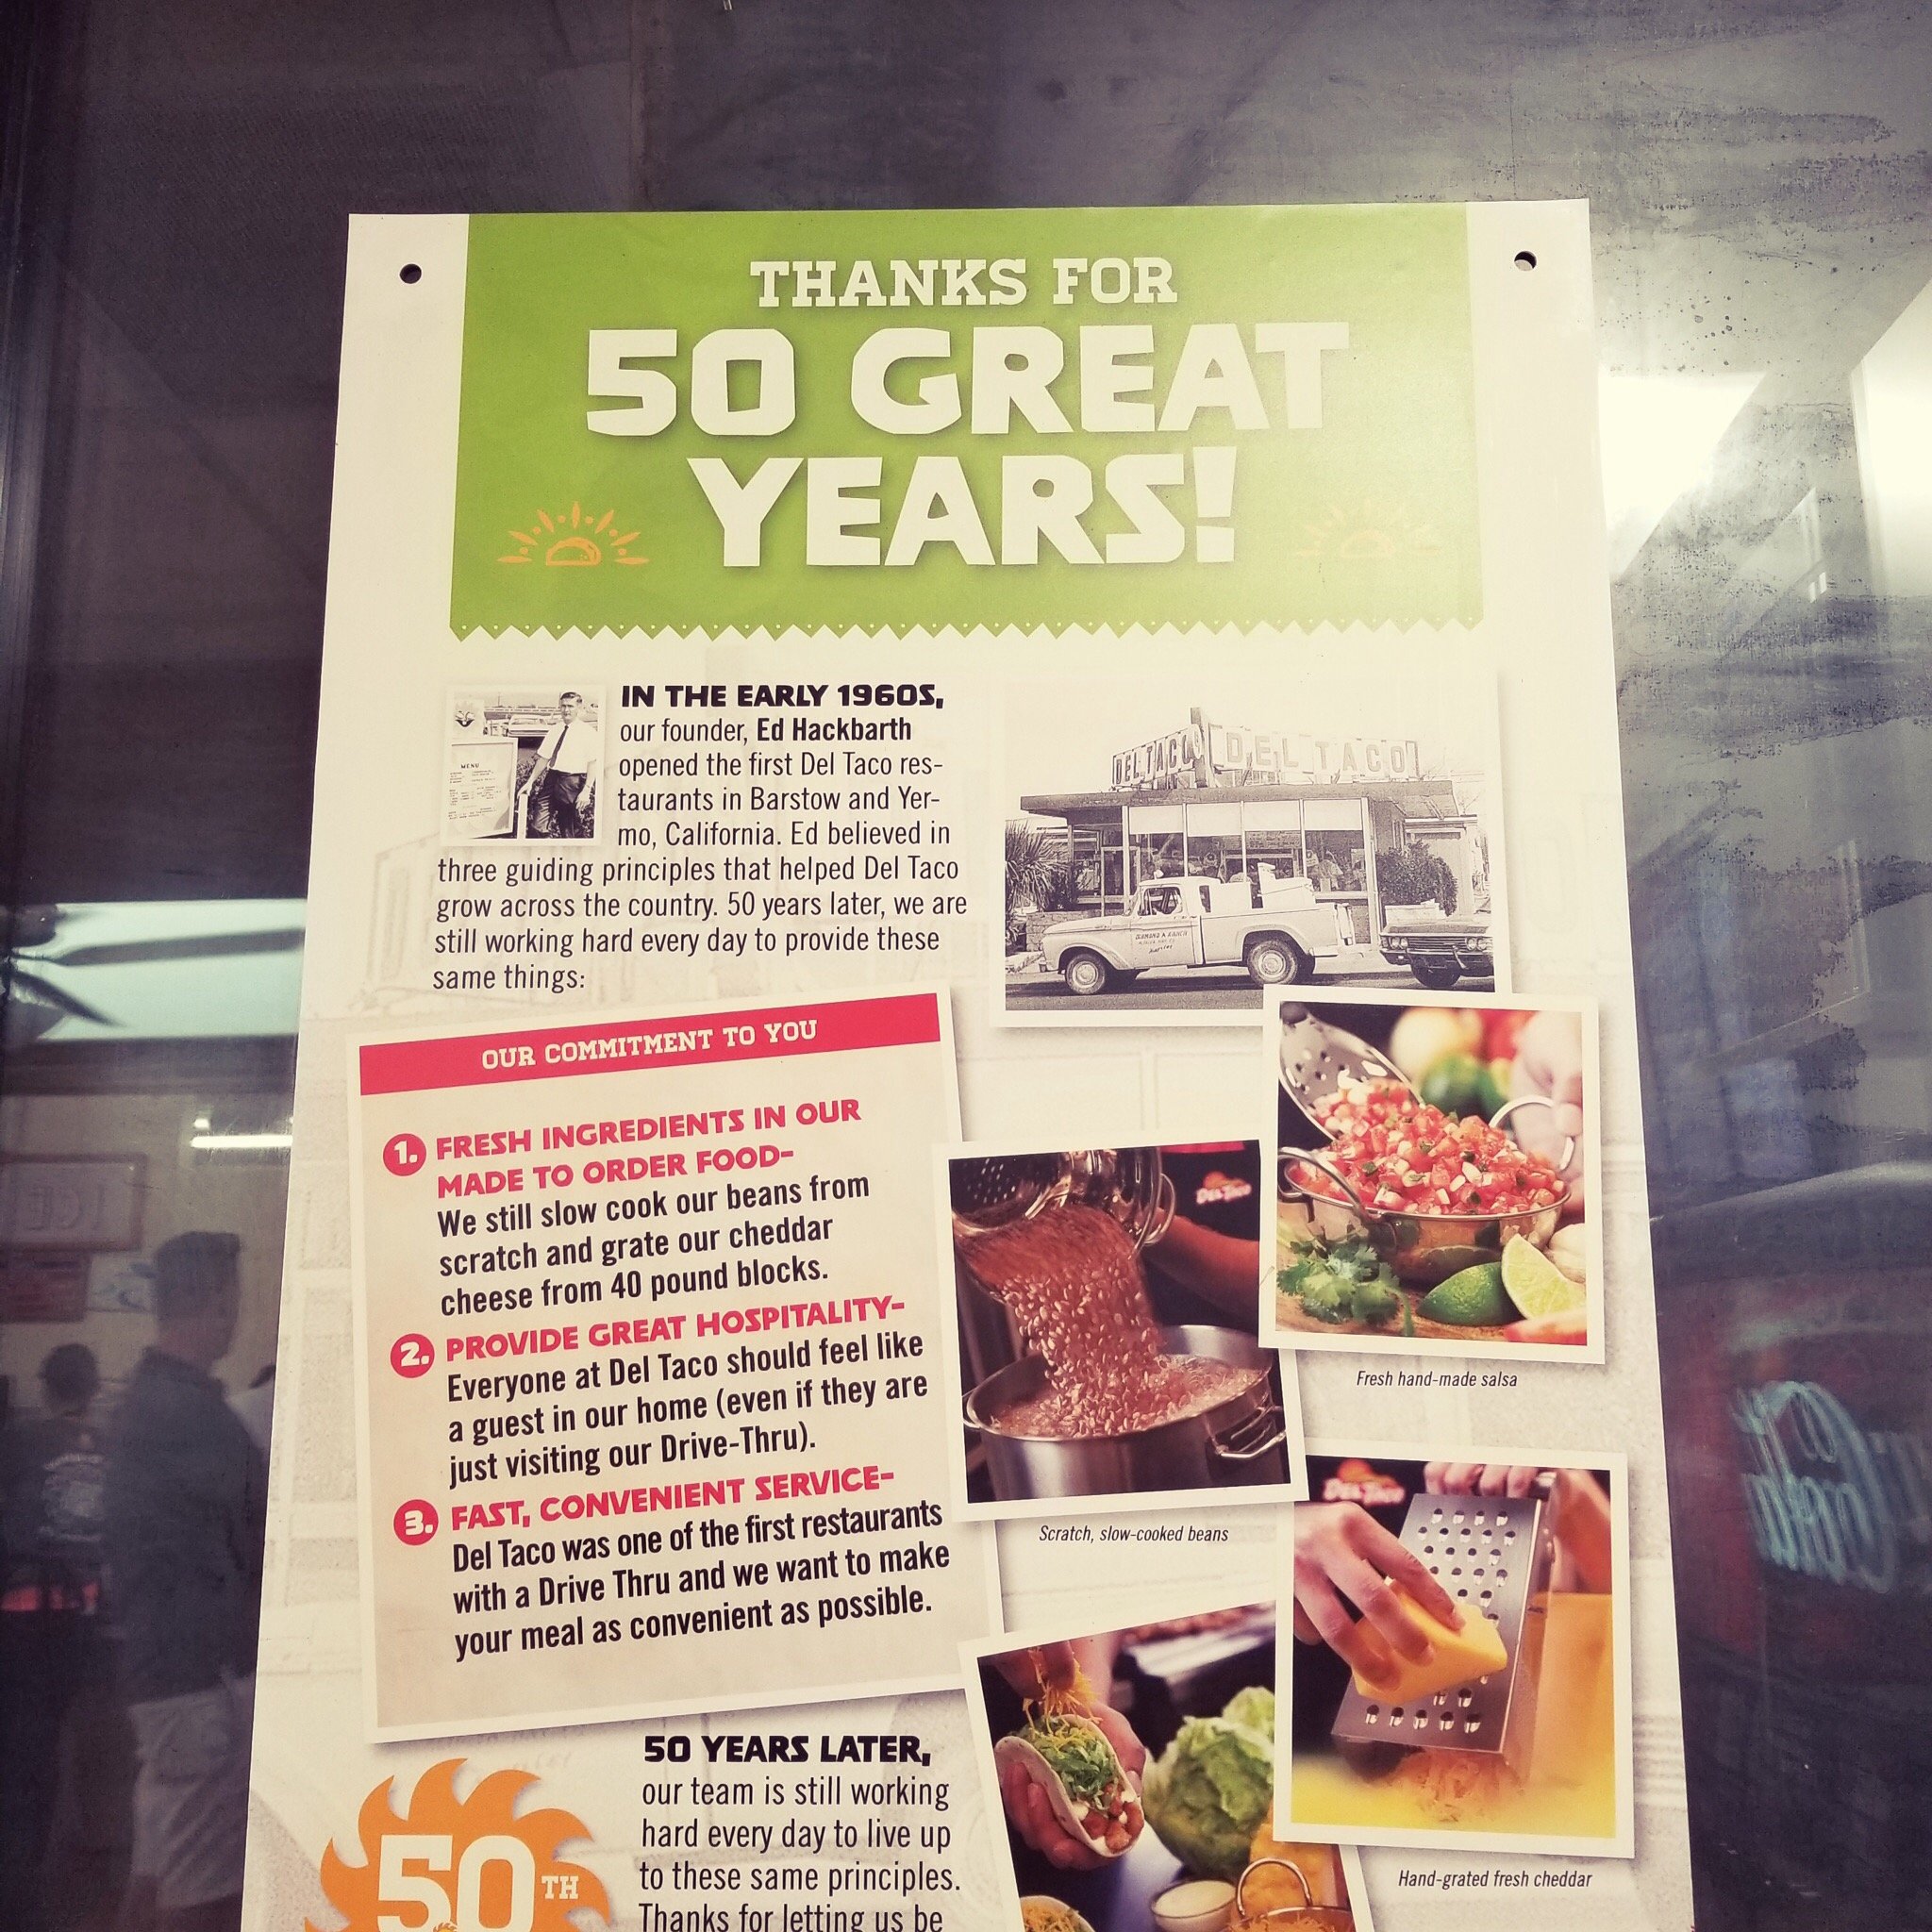 THANKS FOR
50 GREAT
YEARS!
IN THE EARLY 1960S,
our founder, Ed Hackbarth
opened the first Del Taco res-
taurants in Barstow and Yer-
mo, California. Ed believed in
three guiding principles that helped Del Taco
grow across the country. 50 years later, we are
still working hard every day to provide these
same things:
MENU
DEL TACO
DEL TACO
OUR COMMITMENT TO YOU
1. FRESH INGREDIENTS IN OUR
MADE TO ORDER FOOD-
We still slow cook our beans from
scratch and grate our cheddar
cheese from 40 pound blocks.
2. PROVIDE GREAT HOSPITALITY-
Everyone at Del Taco should feel like
a guest in our home (even if they are
just visiting our Drive-Thru).
3. FAST, CONVENIENT SERVICE-
Del Taco was one of the first restaurants
with a Drive Thru and we want to make
your meal as convenient as possible.
DEL TACO
Fresh hand-made salsa
Scratch, slow-cooked beans
DEL TACO
Hand-grated fresh cheddar
50 YEARS LATER,
our team is still working
hard every day to live up
to these same principles.
Thanks for letting us be
50TH